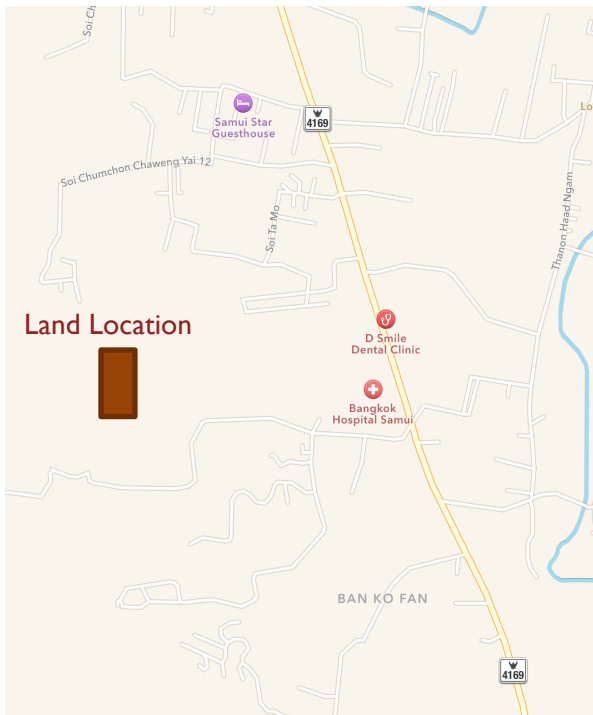 Soi Ch
Samui Star
Guesthouse
4169
Lo
Soi Chumchon Chaweng Yai 12
Soi Ta Mo
Thanon Haad Ngam
Land Location
D Smile
Dental Clinic
Bangkok
Hospital Samui
BAN KO FAN
4169